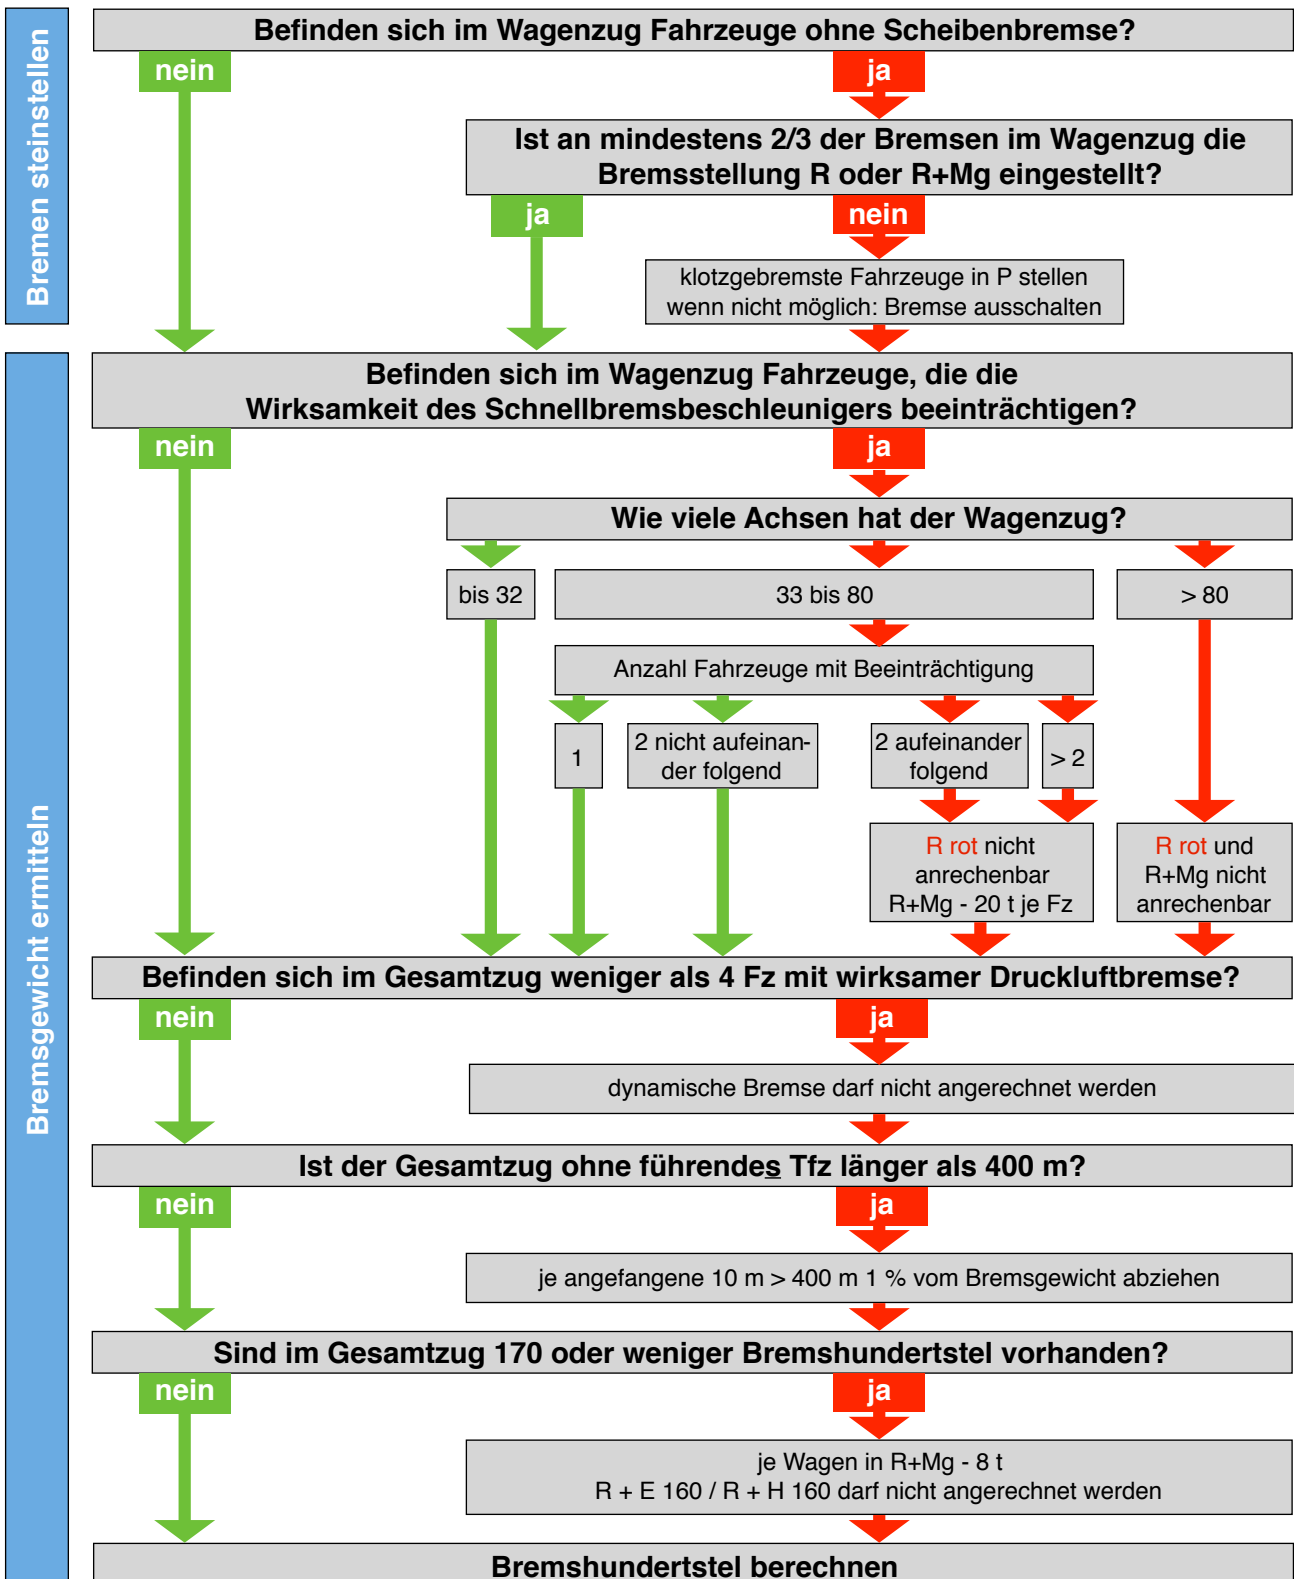 Bremen steinstellen
Befinden sich im Wagenzug Fahrzeuge ohne Scheibenbremse?
nein
ja
Ist an mindestens 2/3 der Bremsen im Wagenzug die
Bremsstellung R oder R+Mg eingestellt?
ja
nein
klotzgebremste Fahrzeuge in P stellen
wenn nicht möglich: Bremse ausschalten
Bremsgewicht ermitteln
Befinden sich im Wagenzug Fahrzeuge, die die
Wirksamkeit des Schnellbremsbeschleunigers beeinträchtigen?
nein
ja
Wie viele Achsen hat der Wagenzug?
bis 32
33 bis 80
> 80
Anzahl Fahrzeuge mit Beeinträchtigung
1
2 nicht aufeinan-
der folgend
2 aufeinander
folgend
> 2
R rot nicht
anrechenbar
R+Mg - 20 t je Fz
R rot und
R+Mg nicht
anrechenbar
Befinden sich im Gesamtzug weniger als 4 Fz mit wirksamer Druckluftbremse?
nein
ja
dynamische Bremse darf nicht angerechnet werden
Ist der Gesamtzug ohne führendes Tfz länger als 400 m?
nein
ja
je angefangene 10 m > 400 m 1 % vom Bremsgewicht abziehen
Sind im Gesamtzug 170 oder weniger Bremshundertstel vorhanden?
nein
ja
je Wagen in R+Mg - 8 t
R + E 160 / R + H 160 darf nicht angerechnet werden
Bremshundertstel berechnen